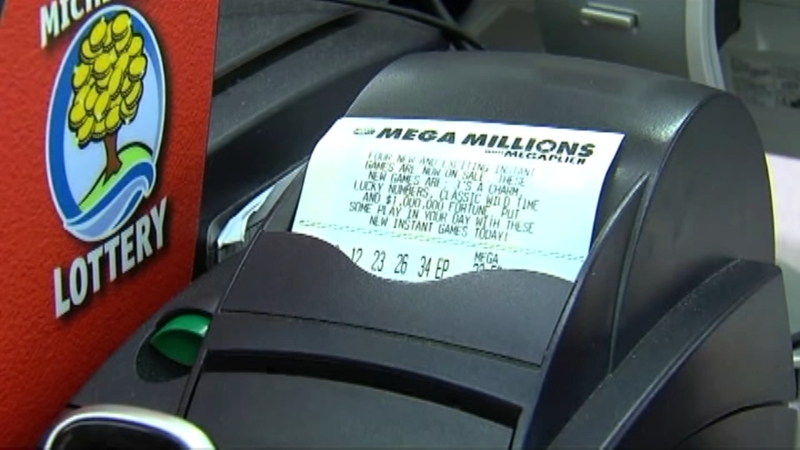 MICHI
LOTTERY
MEGA MILLIONS
MEGAPLIER
FOUR NEW AND EXCITING INSTANT
GAMES ARE NOW ON SALE THESE
NEW GAMES ARE IT'S A CHARM
LUCKY NUMBERS, CLASSIC WILD TIME
AND $1,000,000 FORTUNE. PUT
SOME PLAY IN YOUR DAY WITH THESE
NEW INSTANT GAMES TODAY!
12 23 26 34 EP MEGA